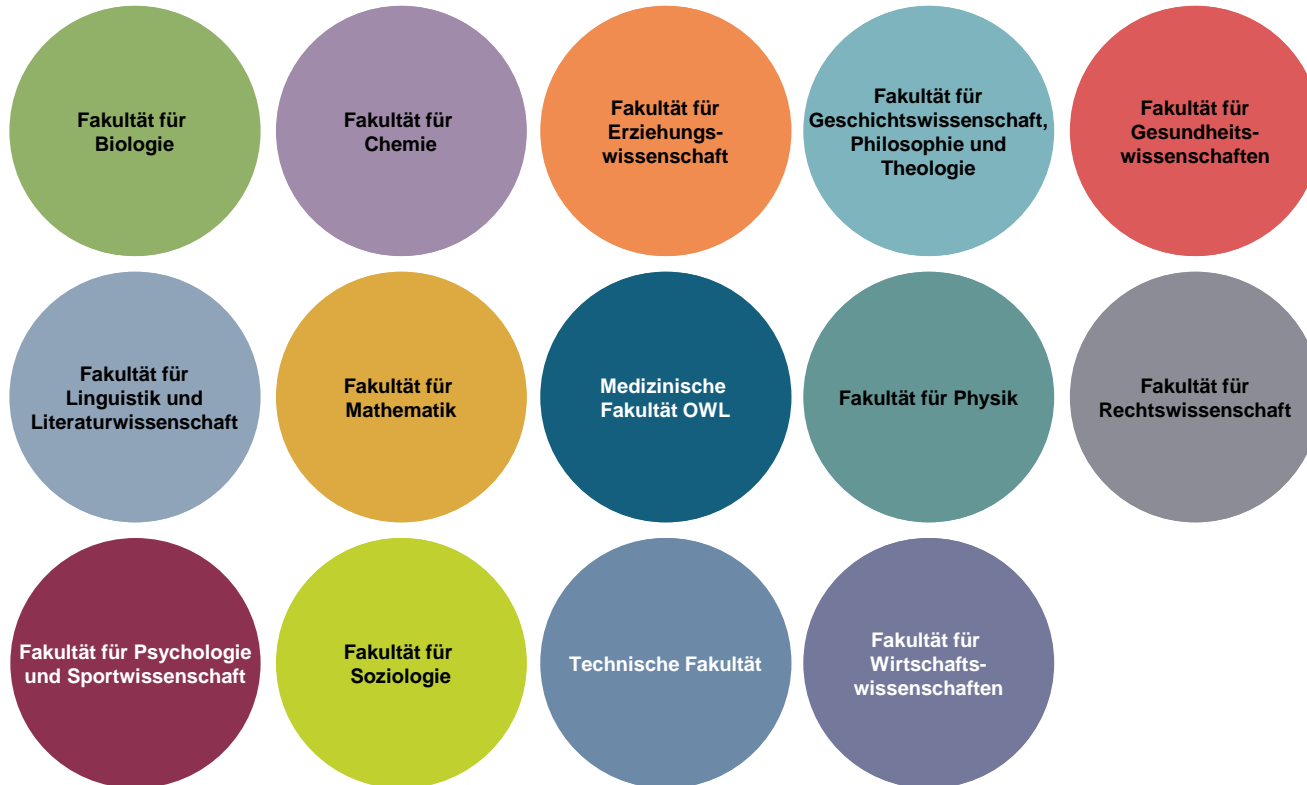 Fakultät für
Biologie
Fakultät für
Chemie
Fakultät für
Erziehungs-
wissenschaft
Fakultät für
Geschichtswissenschaft,
Philosophie und
Theologie
Fakultät für
Gesundheits-
wissenschaften
Fakultät für
Linguistik und
Literaturwissenschaft
Fakultät für
Mathematik
Medizinische
Fakultät OWL
Fakultät für Physik
Fakultät für
Rechtswissenschaft
Fakultät für Psychologie
und Sportwissenschaft
Fakultät für
Soziologie
Technische Fakultät
Fakultät für
Wirtschafts-
wissenschaften